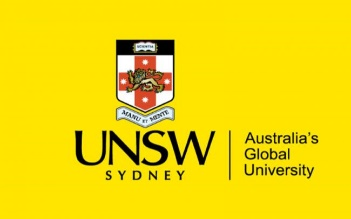 SCIENTIA
MANU ET MENTE
UNSW
SYDNEY
Australia's
Global
University